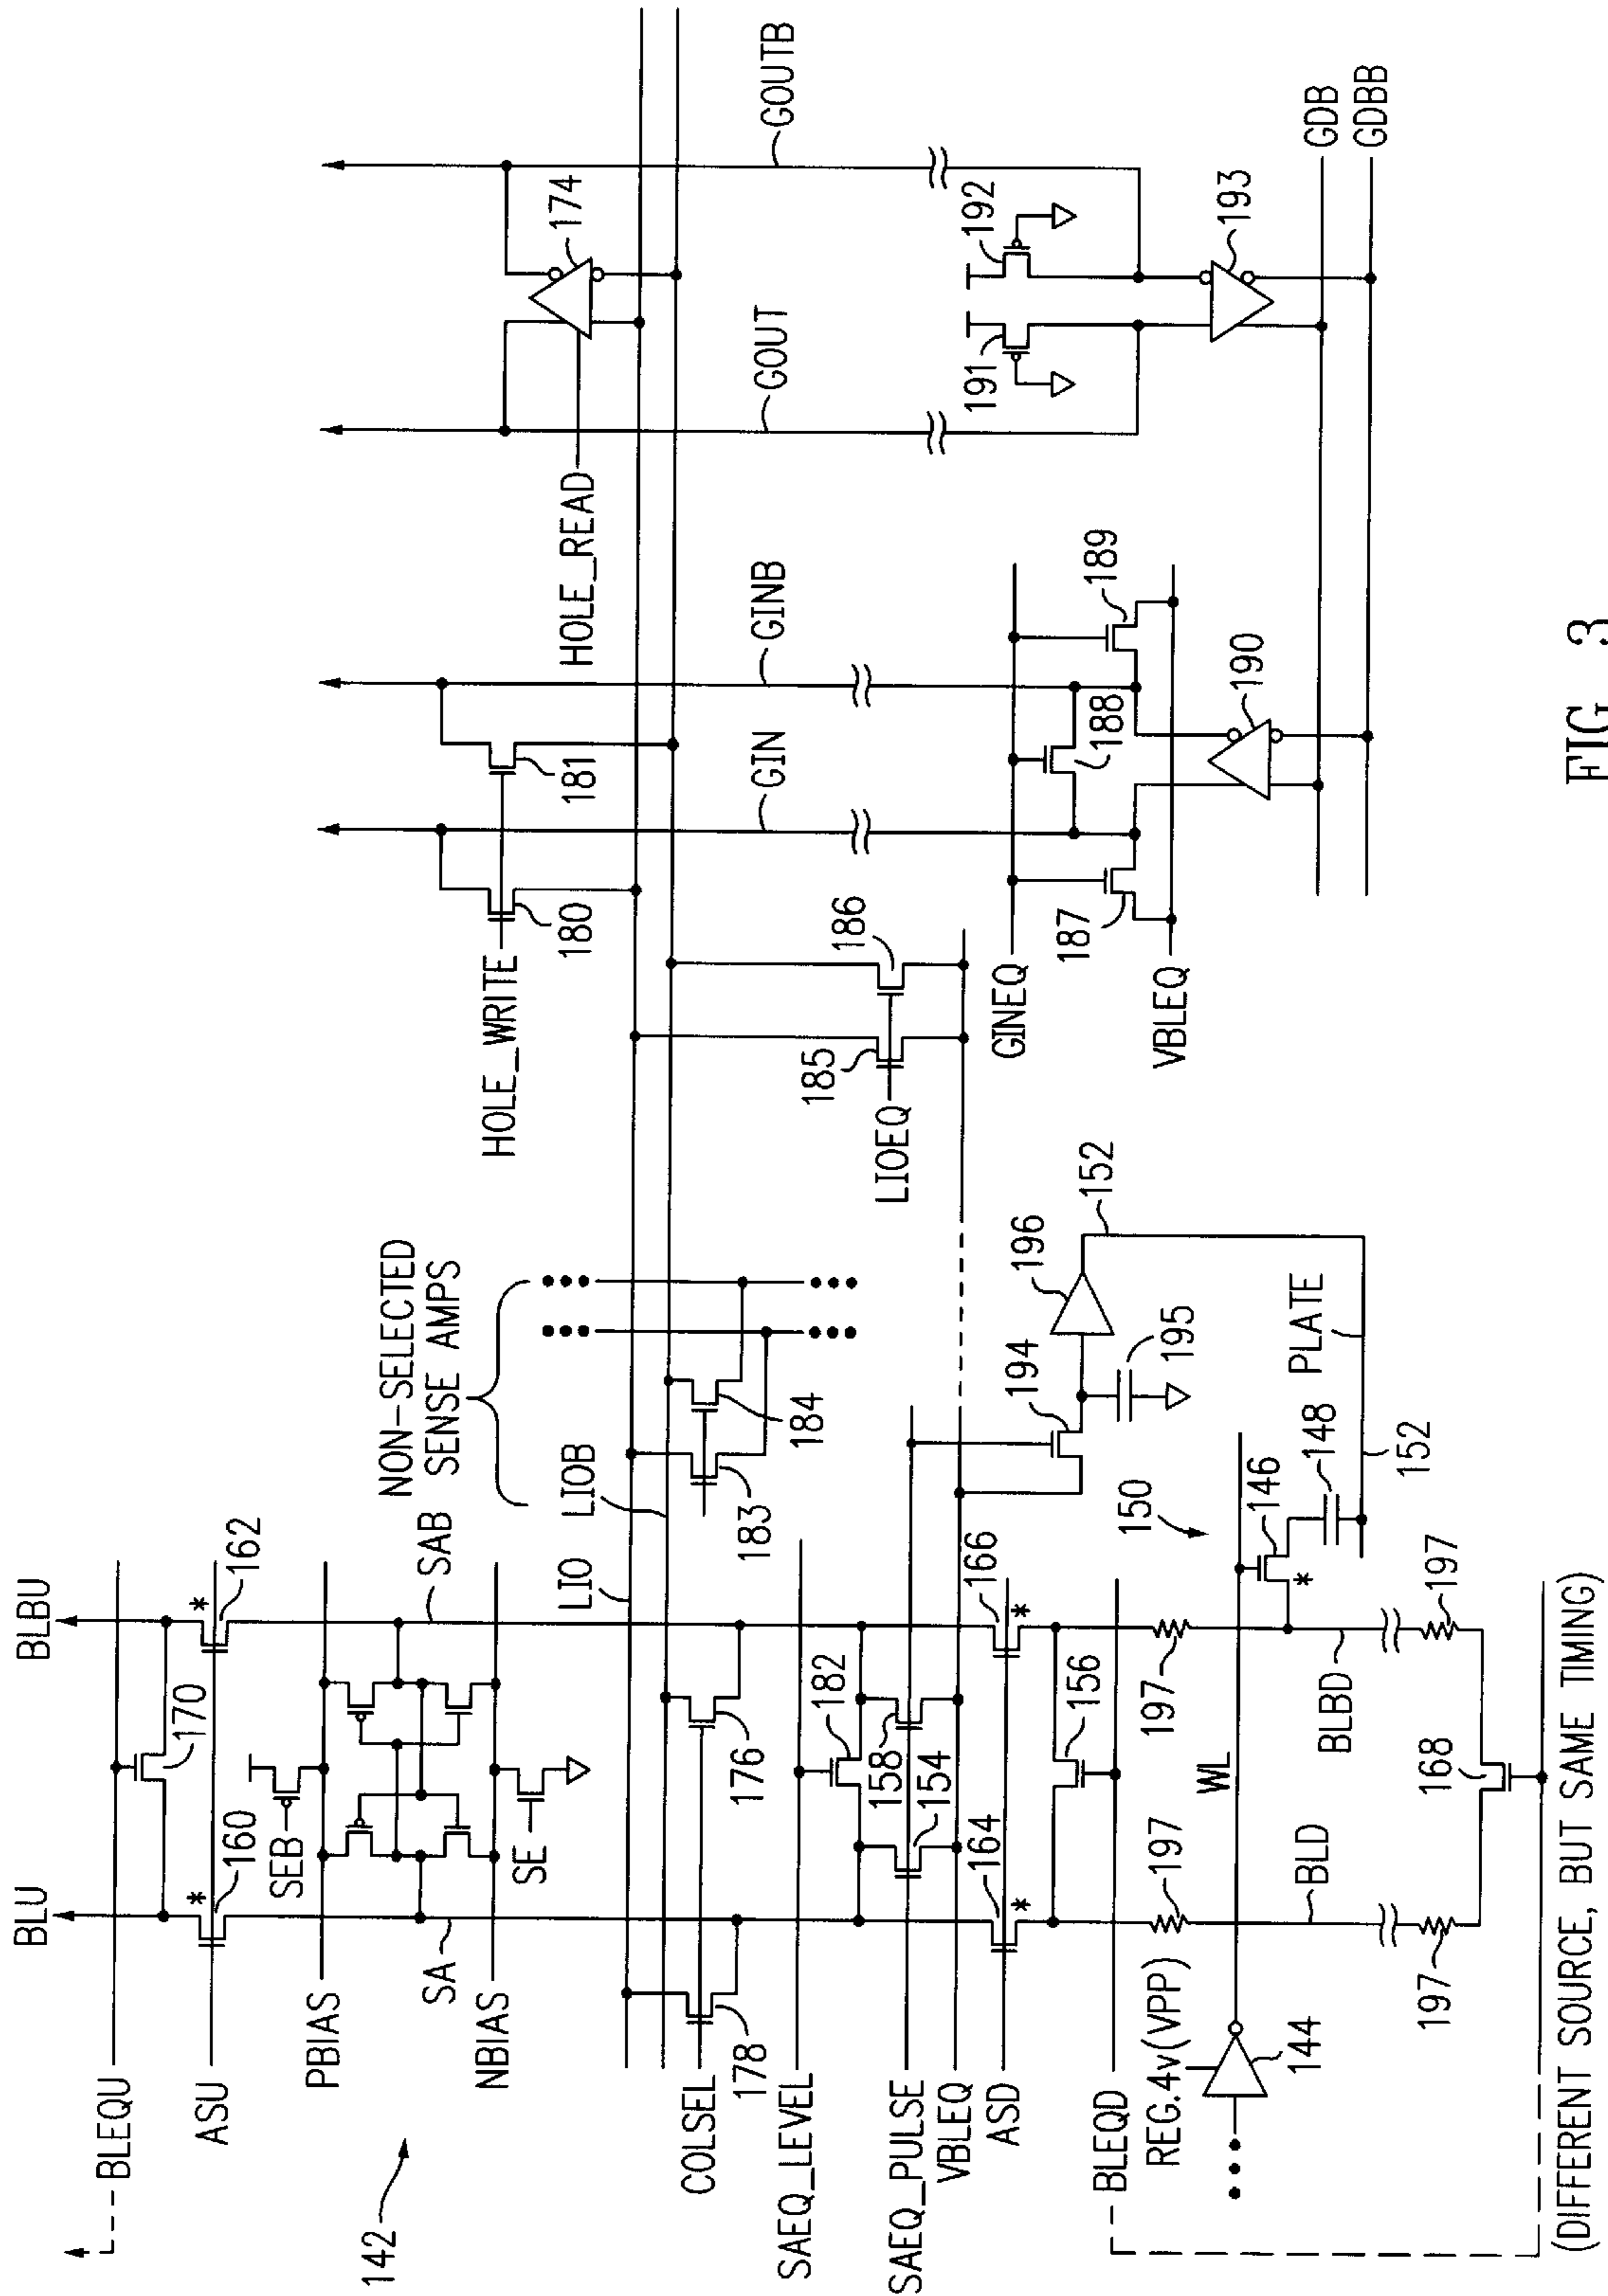 BLU
BLBU
BLEQU
170
ASU
160
*
*
162
SEB
PBIAS
SA
SAB
NBIAS
SE
142
NON-SELECTED
SENSE AMPS
LIO
LIOB
COLSEL
178
176
183
184
SAEQ_LEVEL
182
SAEQ_PULSE
158
154
VBLEQ
ASD
164
*
*
166
BLEQD
156
REG.4v(VPP)
144
WL
197
197
150
146
*
148
BLD
BLBD
197
197
168
152
PLATE
194
195
196
152
(DIFFERENT SOURCE, BUT SAME TIMING)
HOLE_WRITE
180
181
GIN
GINB
HOLE_READ
174
GOUT
GOUTB
LIOEQ
185
186
GINEQ
187
188
189
VBLEQ
190
191
192
193
GDB
GDBB
FIG. 3